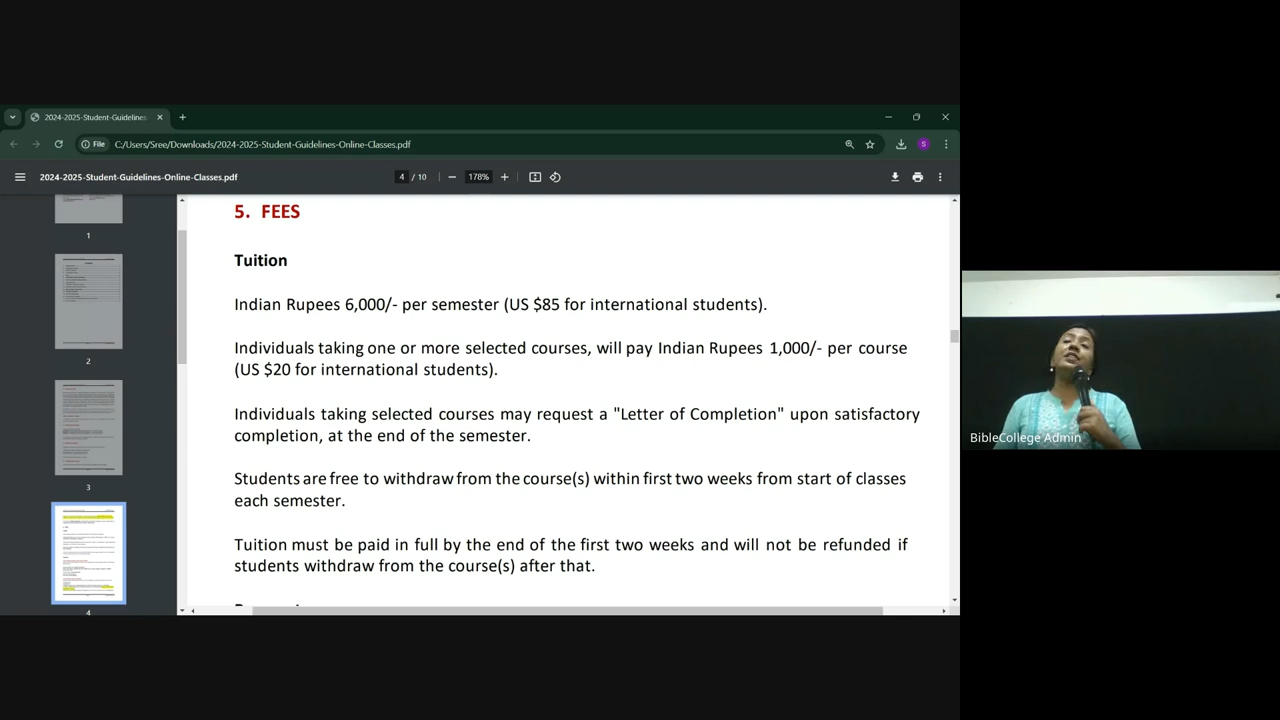 2024-2025-Student-Guidelines-
File
C:/Users/Sree/Downloads/2024-2025-Student-Guidelines-Online-Classes.pdf
S
2024-2025-Student-Guidelines-Online-Classes.pdf
4 / 10
178%
1
2
3
4
5. FEES
Tuition
Indian Rupees 6,000/- per semester (US $85 for international students).
Individuals taking one or more selected courses, will pay Indian Rupees 1,000/- per course
(US $20 for international students).
Individuals taking selected courses may request a "Letter of Completion" upon satisfactory
completion, at the end of the semester.
Students are free to withdraw from the course(s) within first two weeks from start of classes
each semester.
Tuition must be paid in full by the end of the first two weeks and will not be refunded if
students withdraw from the course(s) after that.
BibleCollege Admin